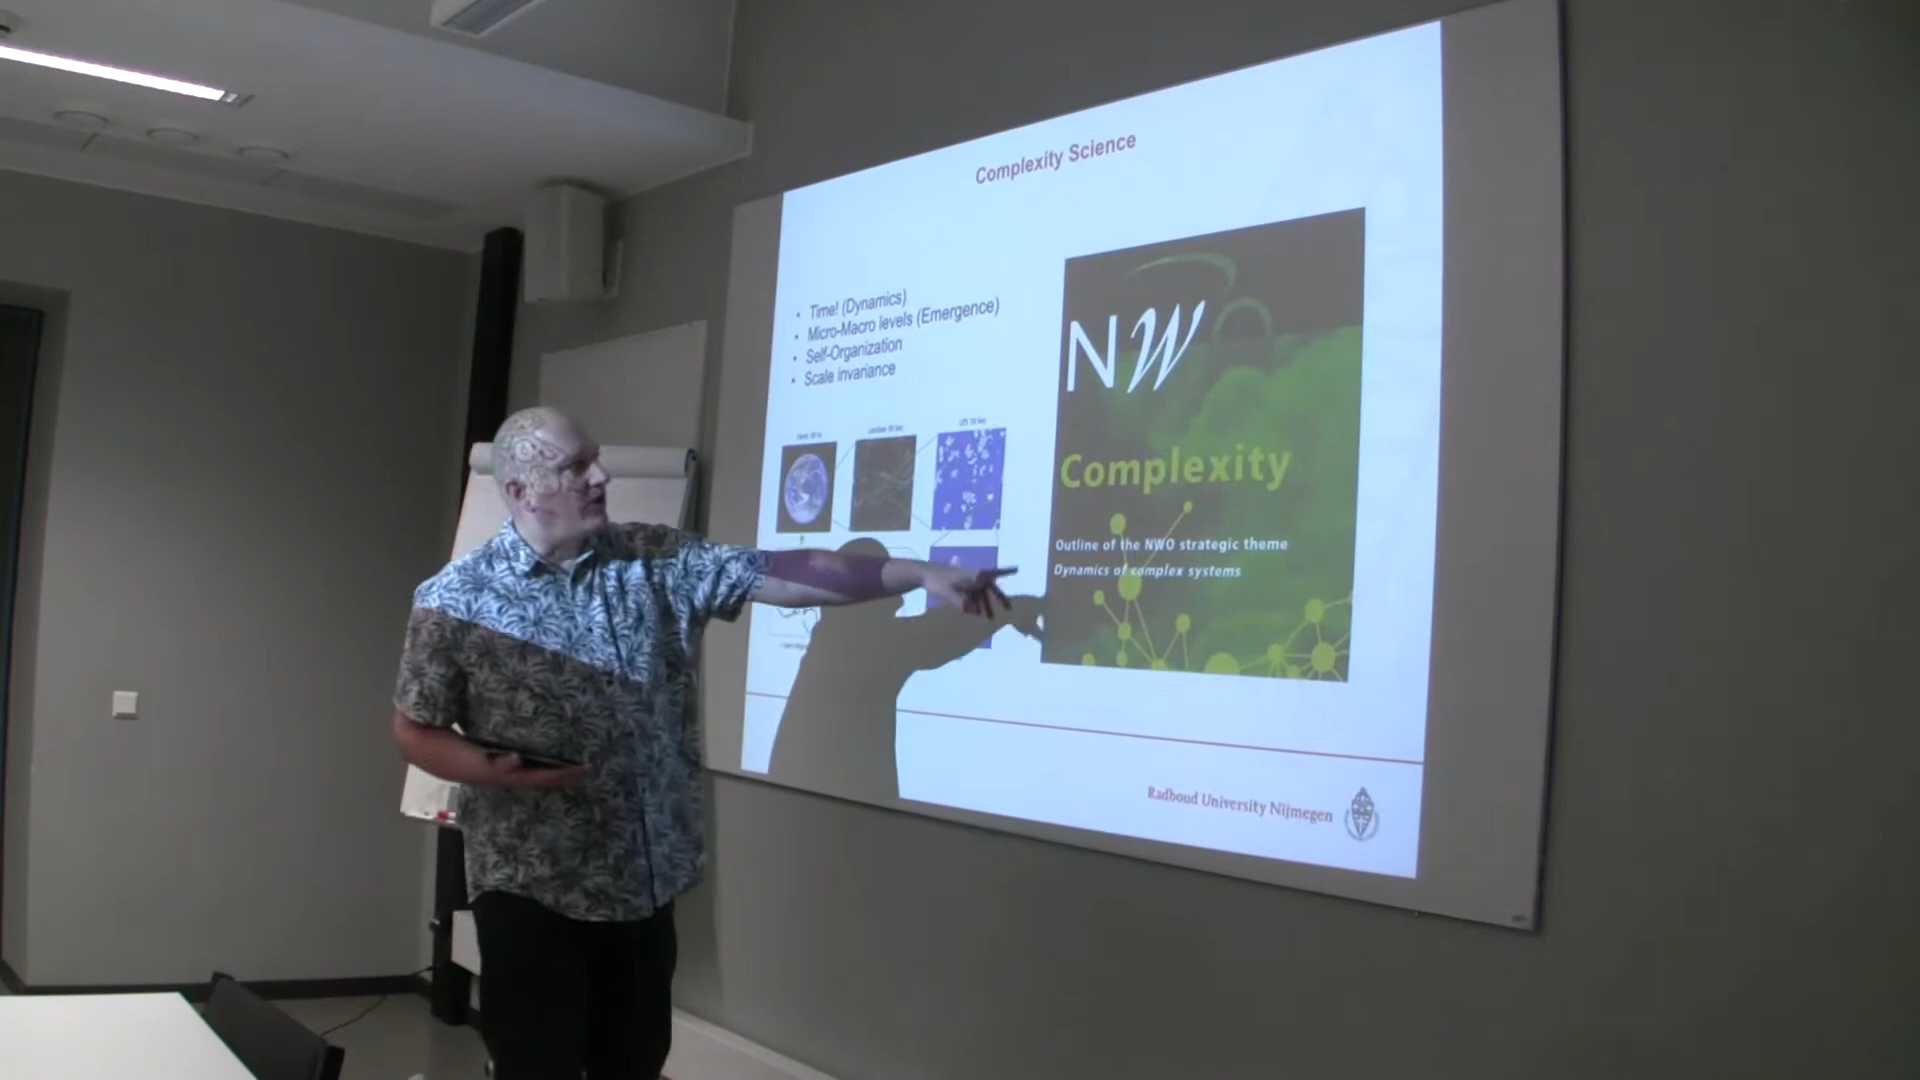 Complexity Science
• Time! (Dynamics)
• Micro-Macro levels (Emergence)
• Self-Organization
• Scale invariance
NW
Complexity
Outline of the NWO strategic theme
Dynamics of complex systems
Radboud University Nijmegen